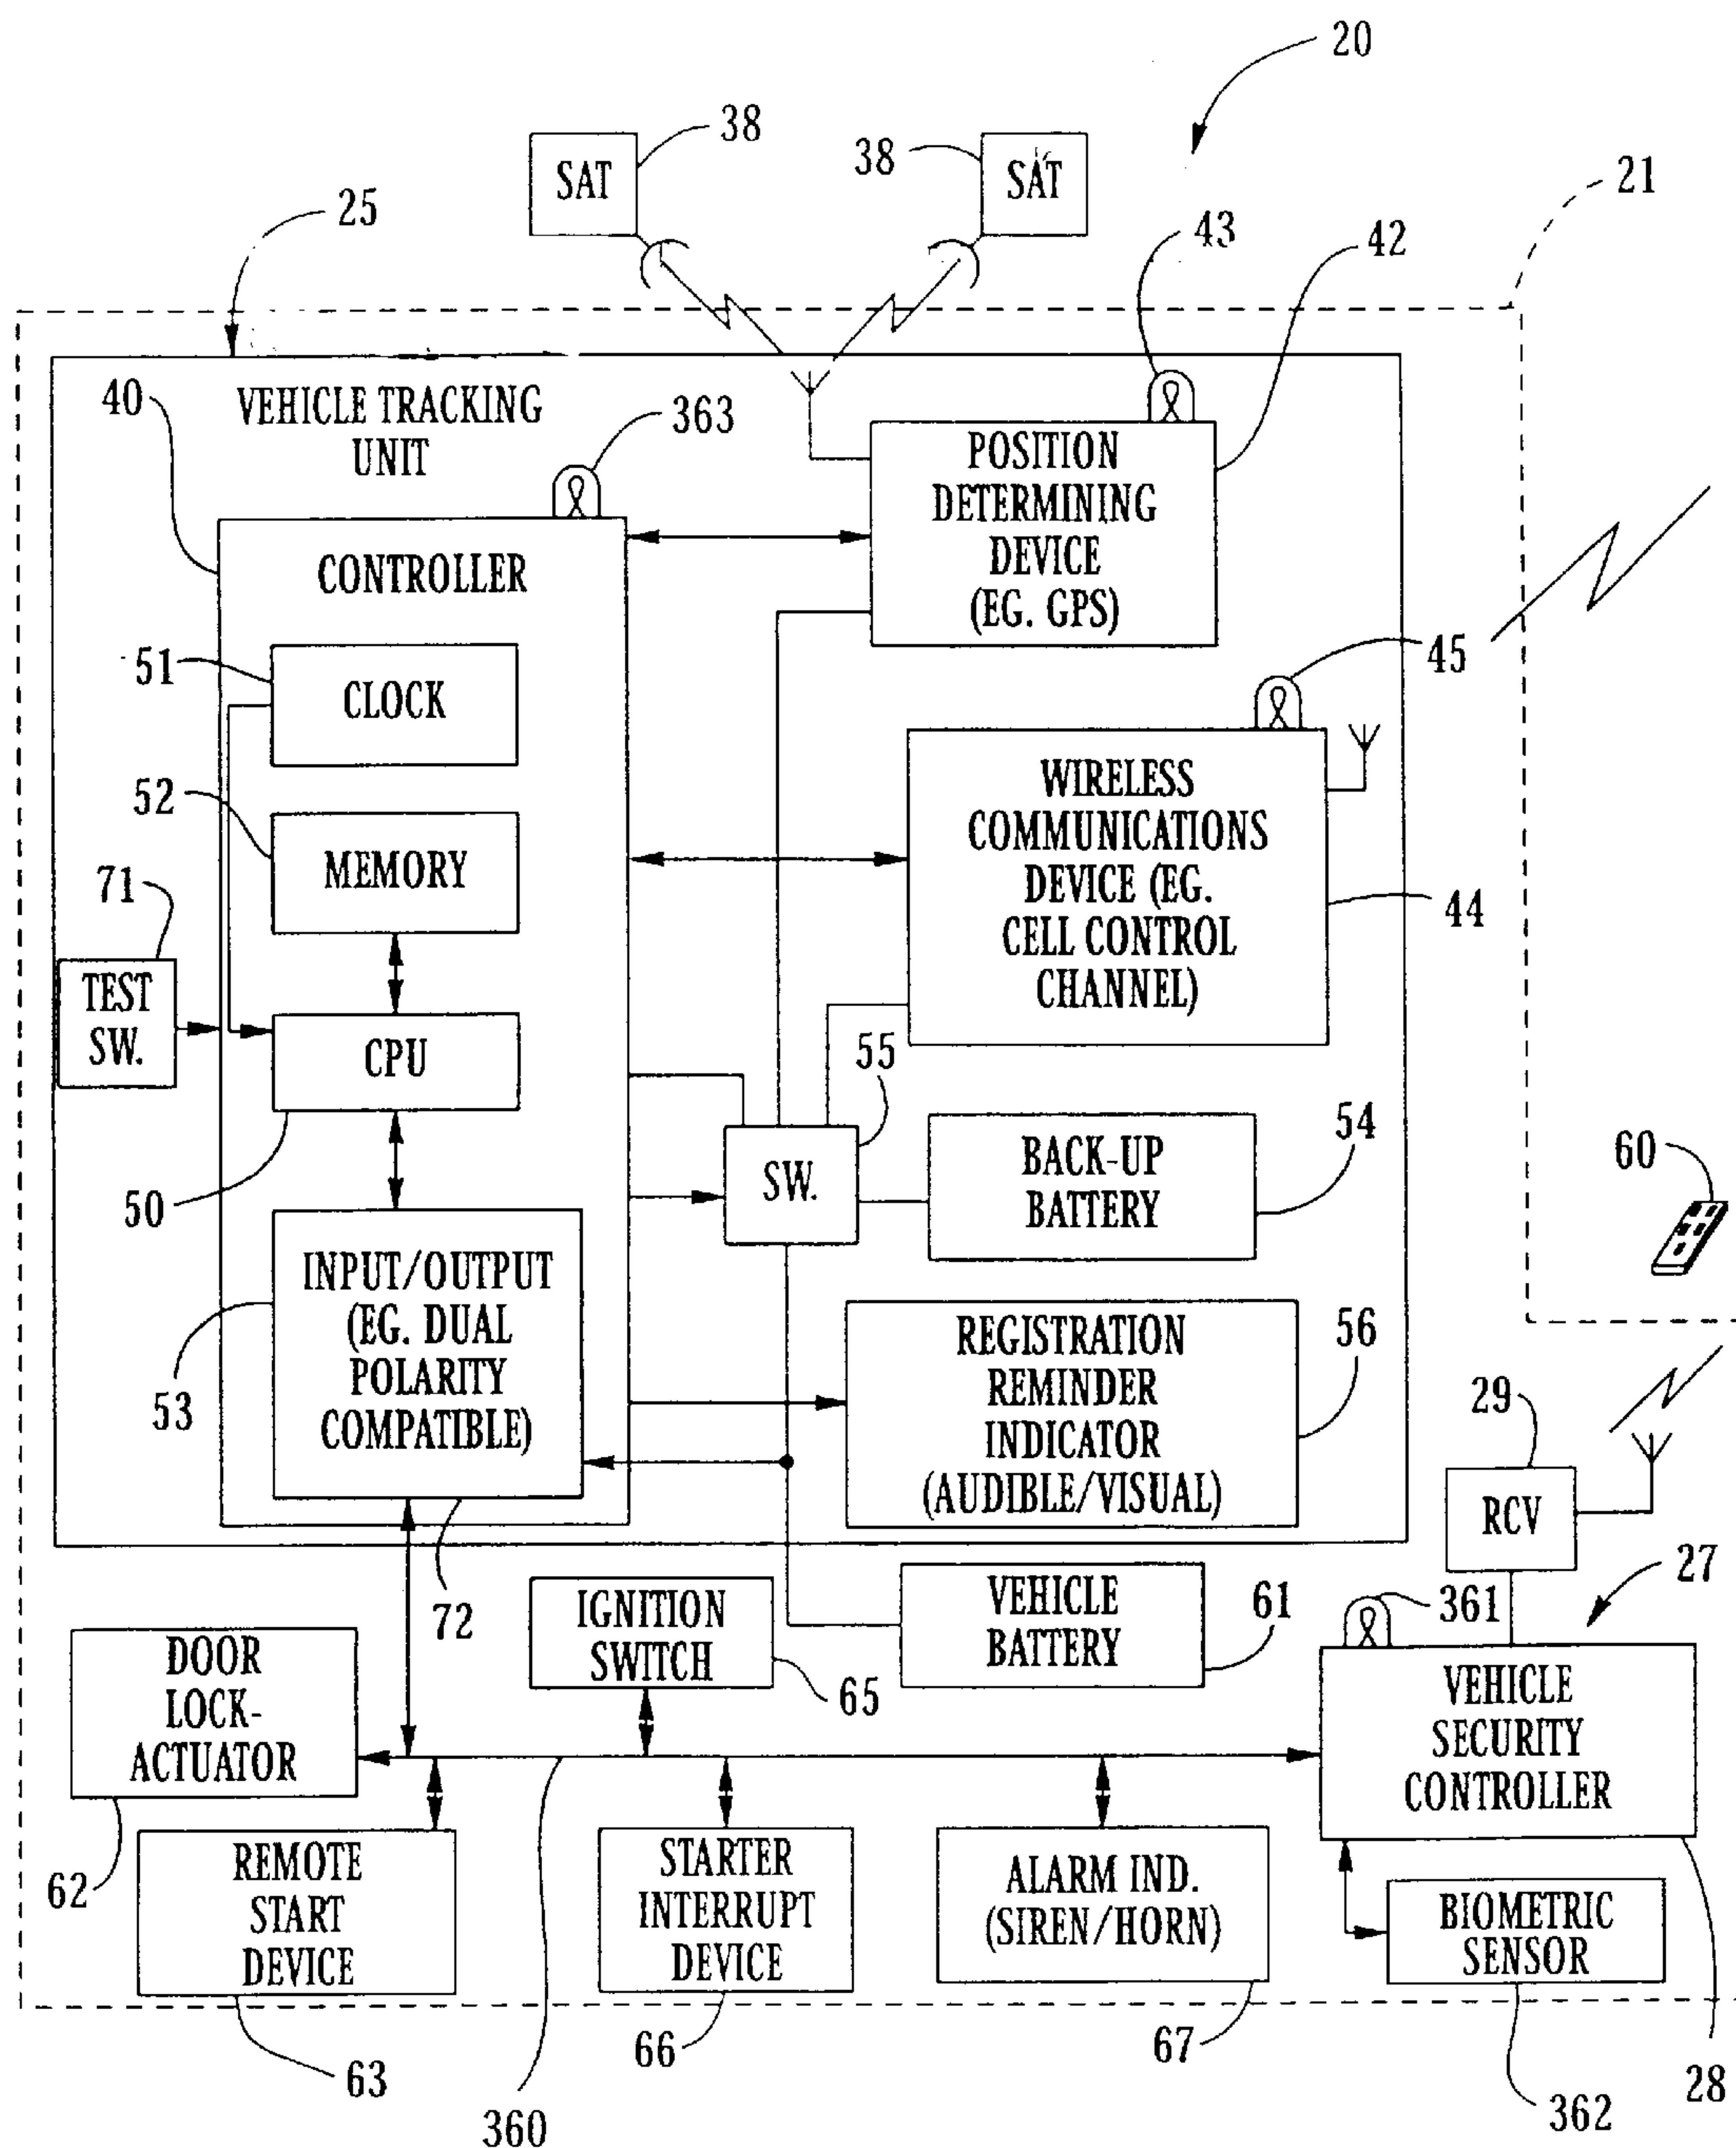 20
38
SAT
38
SAT
21
25
43
42
40
VEHICLE TRACKING
UNIT
363
POSITION
DETERMINING
DEVICE
(EG. GPS)
CONTROLLER
51
CLOCK
45
52
MEMORY
WIRELESS
COMMUNICATIONS
DEVICE (EG.
CELL CONTROL
CHANNEL)
44
71
TEST
SW.
CPU
50
55
SW.
54
BACK-UP
BATTERY
60
INPUT/OUTPUT
(EG. DUAL
POLARITY
COMPATIBLE)
53
REGISTRATION
REMINDER
INDICATOR
(AUDIBLE/VISUAL)
56
29
RCV
27
72
IGNITION
SWITCH
65
VEHICLE
BATTERY
61
361
DOOR
LOCK-
ACTUATOR
62
VEHICLE
SECURITY
CONTROLLER
REMOTE
START
DEVICE
63
STARTER
INTERRUPT
DEVICE
66
ALARM IND.
(SIREN/HORN)
67
BIOMETRIC
SENSOR
28
360
362